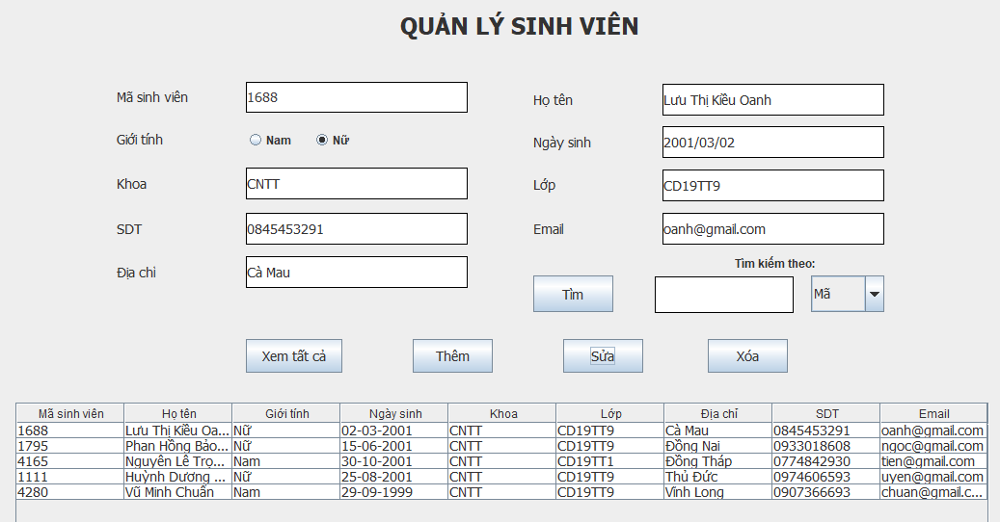 QUẢN LÝ SINH VIÊN
Mã sinh viên 1688 Họ tên Lưu Thị Kiều Oanh
Giới tính Nam Nữ Ngày sinh 2001/03/02
Khoa CNTT Lớp CD19TT9
SDT 0845453291 Email oanh@gmail.com
Địa chỉ Cà Mau
Tìm kiếm theo:
Tìm Mã
Xem tất cả Thêm Sửa Xóa
Mã sinh viên Họ tên Giới tính Ngày sinh Khoa Lớp Địa chỉ SDT Email
1688 Lưu Thị Kiều Oa... Nữ 02-03-2001 CNTT CD19TT9 Cà Mau 0845453291 oanh@gmail.com
1795 Phan Hồng Bảo... Nữ 15-06-2001 CNTT CD19TT9 Đồng Nai 0933018608 ngoc@gmail.com
4165 Nguyên Lê Trọ... Nam 30-10-2001 CNTT CD19TT1 Đồng Tháp 0774842930 tien@gmail.com
1111 Huỳnh Dương ... Nữ 25-08-2001 CNTT CD19TT9 Thủ Đức 0974606593 uyen@gmail.com
4280 Vũ Minh Chuẩn Nam 29-09-1999 CNTT CD19TT9 Vĩnh Long 0907366693 chuan@gmail.c...